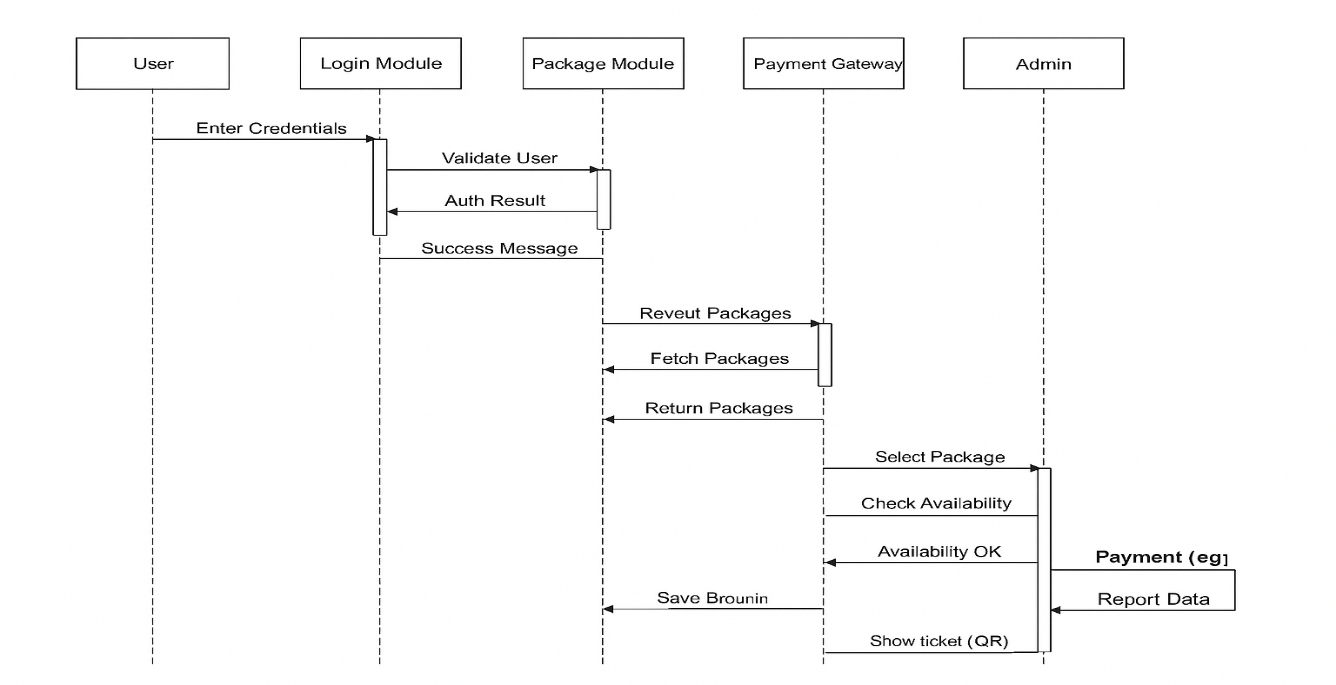 User
Login Module
Package Module
Payment Gateway
Admin
Enter Credentials
Validate User
Auth Result
Success Message
Reveut Packages
Fetch Packages
Return Packages
Select Package
Check Availability
Availability OK
Payment (eg]
Report Data
Save Brounin
Show ticket (QR)